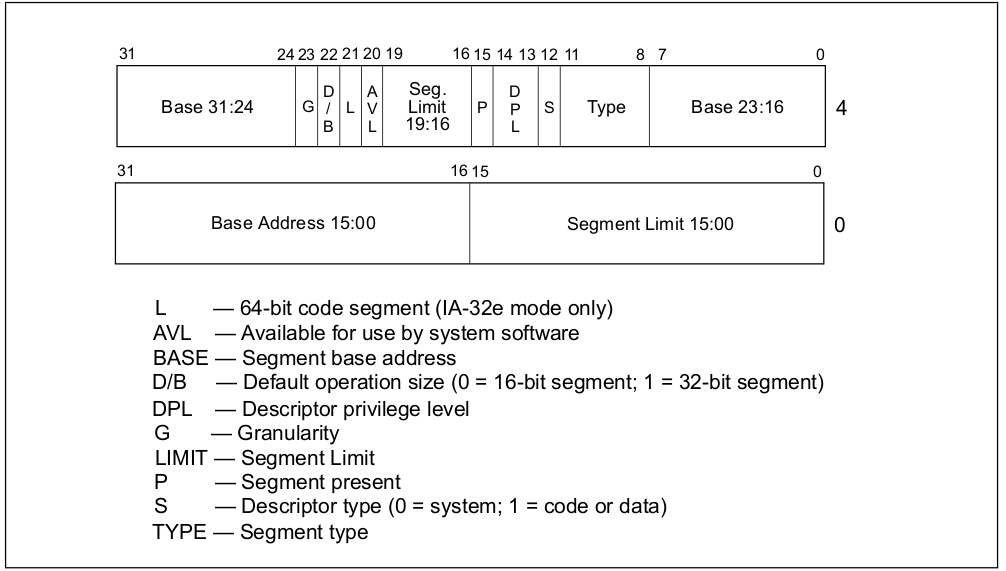 31 24 23 22 21 20 19 16 15 14 13 12 11 8 7 0
Base 31:24 G D/B L AVL Seg. Limit 19:16 P DPL S Type Base 23:16 4
31 16 15 0
Base Address 15:00 Segment Limit 15:00 0
L — 64-bit code segment (IA-32e mode only)
AVL — Available for use by system software
BASE — Segment base address
D/B — Default operation size (0 = 16-bit segment; 1 = 32-bit segment)
DPL — Descriptor privilege level
G — Granularity
LIMIT — Segment Limit
P — Segment present
S — Descriptor type (0 = system; 1 = code or data)
TYPE — Segment type